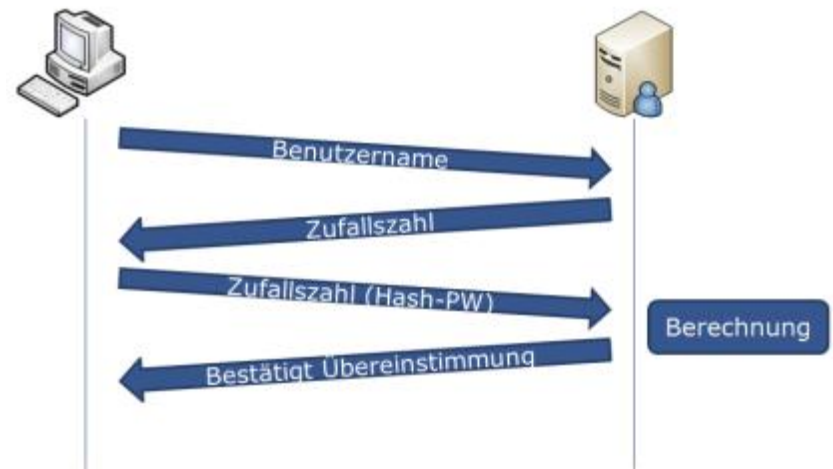 Benutzername
Zufallszahl
Zufallszahl (Hash-PW)
Berechnung
Bestätigt Übereinstimmung